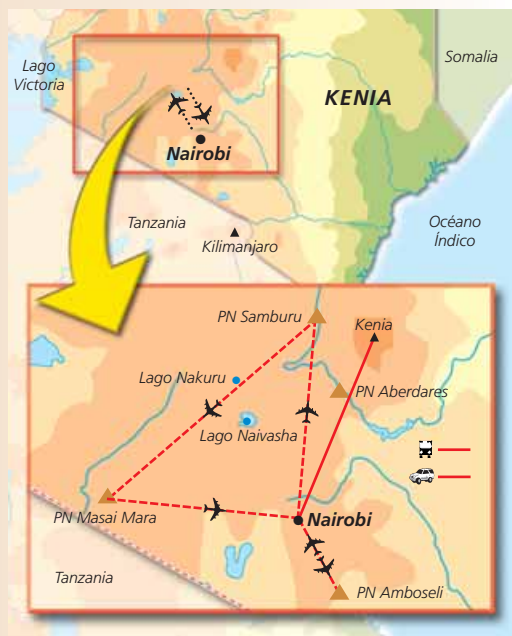 Lago
Victoria
KENIA
Somalia
Nairobi
Tanzania
Kilimanjaro
Océano
Índico
PN Samburu
Kenia
Lago Nakuru
PN Aberdares
Lago Naivasha
PN Masai Mara
Nairobi
Tanzania
PN Amboseli